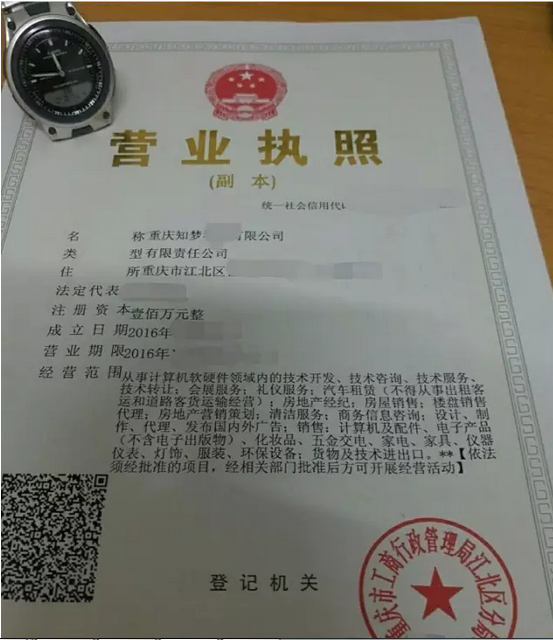 营业执照
(副 本)
统一社会信用代
名 称重庆知梦 有限公司
类 型有限责任公司
住 所重庆市江北区
法定代表
注册资本壹佰万元整
成立日期2016年
营业期限2016年
经营范围从事计算机软硬件领域内的技术开发、技术咨询、技术服务、
技术转让；会展服务；礼仪服务；汽车租赁（不得从事出租客
运和道路客货运输经营）；房地产经纪；房屋销售；楼盘销售
代理；房地产营销策划；清洁服务；商务信息咨询；设计、制
作、代理、发布国内外广告；销售：计算机及配件、电子产品
（不含电子出版物）、化妆品、五金交电、家电、家具、仪器
仪表、灯饰、服装、环保设备；货物及技术进出口。**【依法
须经批准的项目，经相关部门批准后方可开展经营活动】
登记机关
重庆市工商行政管理局江北区分局